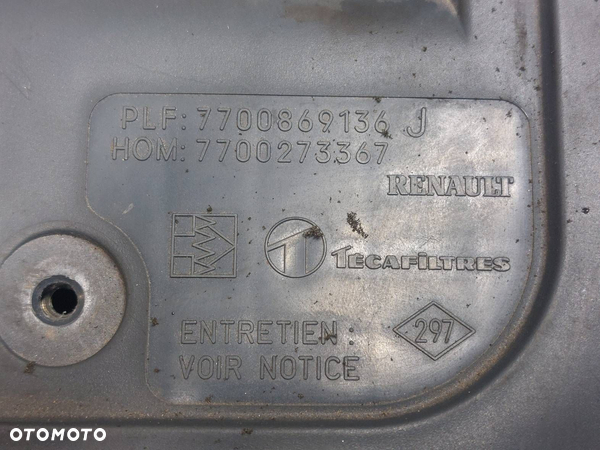 PLF: 7700869136 J
HOM: 7700273367
RENAULT
TECAFILTRES
ENTRETIEN :
VOIR NOTICE
297
OTOMOTO